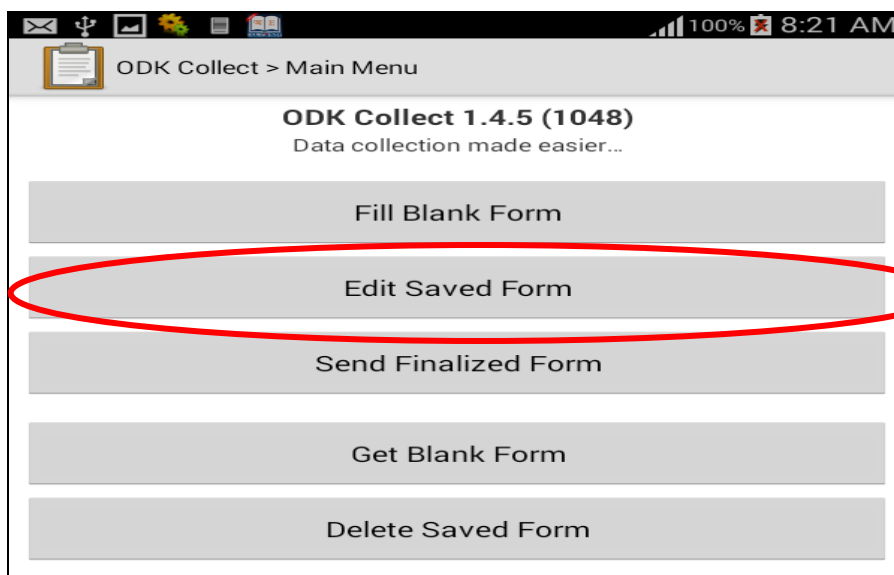 100% 8:21 AM
ODK Collect > Main Menu
ODK Collect 1.4.5 (1048)
Data collection made easier...
Fill Blank Form
Edit Saved Form
Send Finalized Form
Get Blank Form
Delete Saved Form